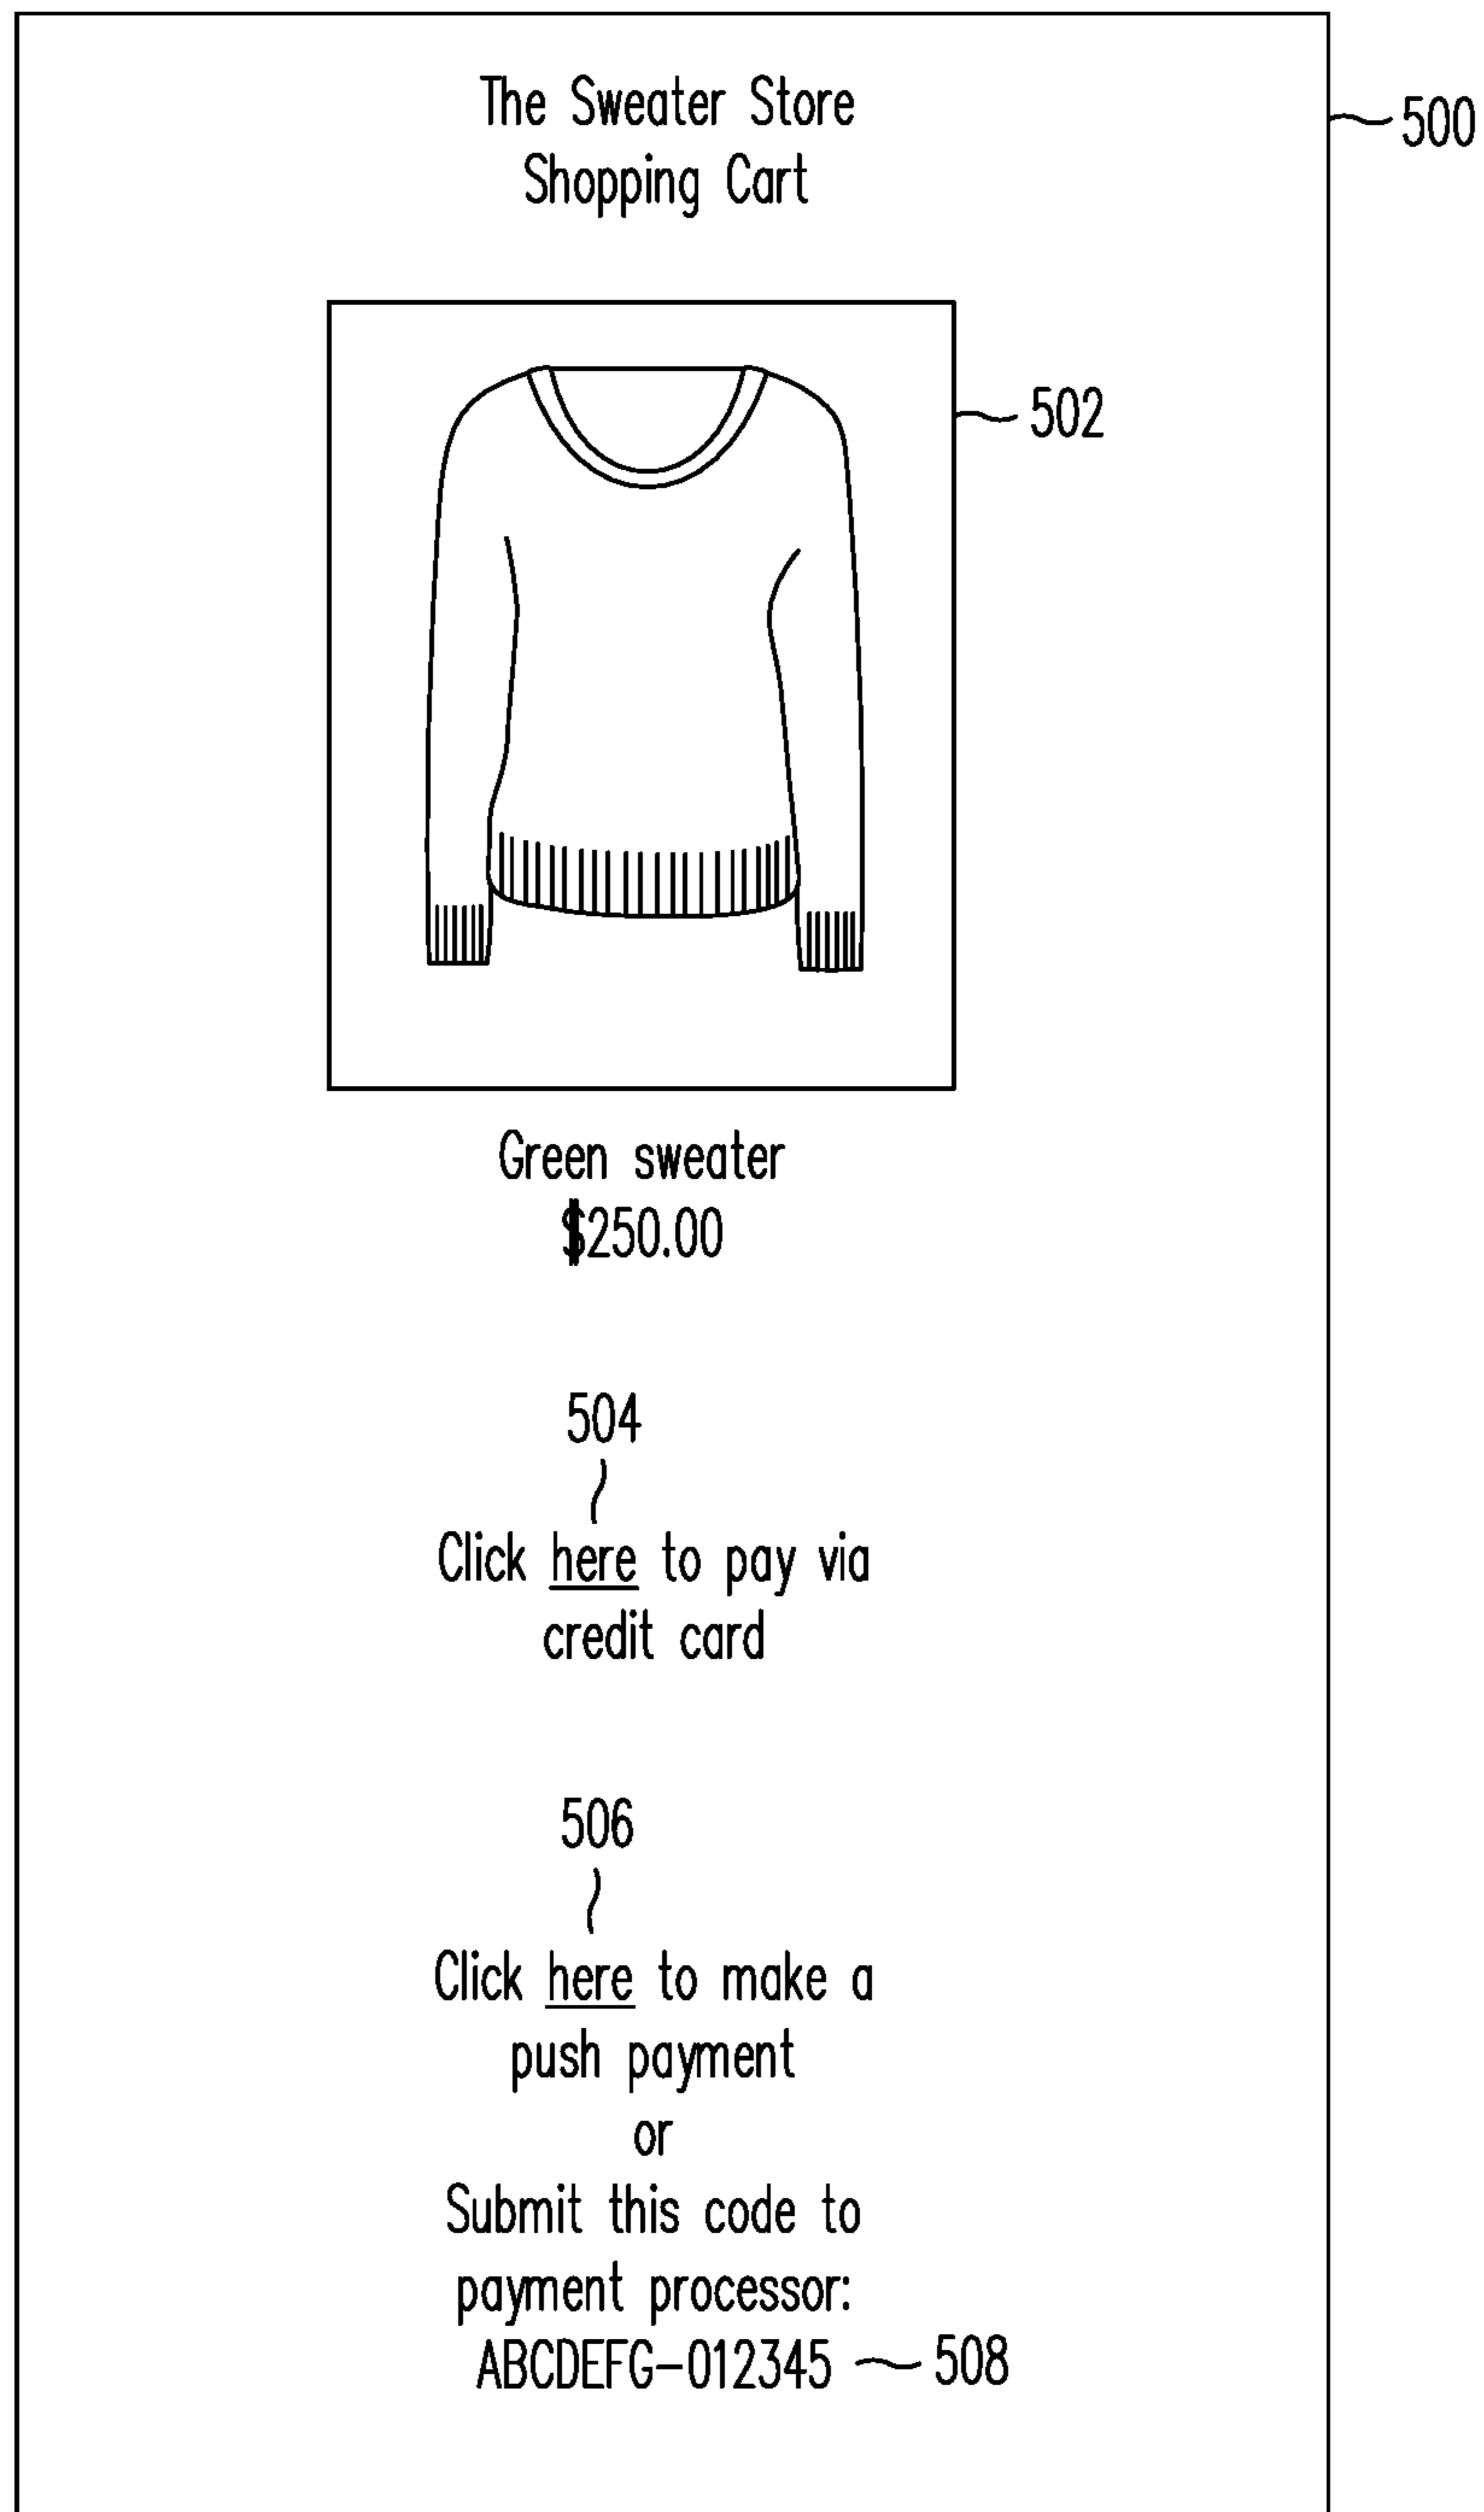 The Sweater Store
Shopping Cart
500
502
Green sweater
$250.00
504
Click here to pay via
credit card
506
Click here to make a
push payment
or
Submit this code to
payment processor:
ABCDEFG-012345
508